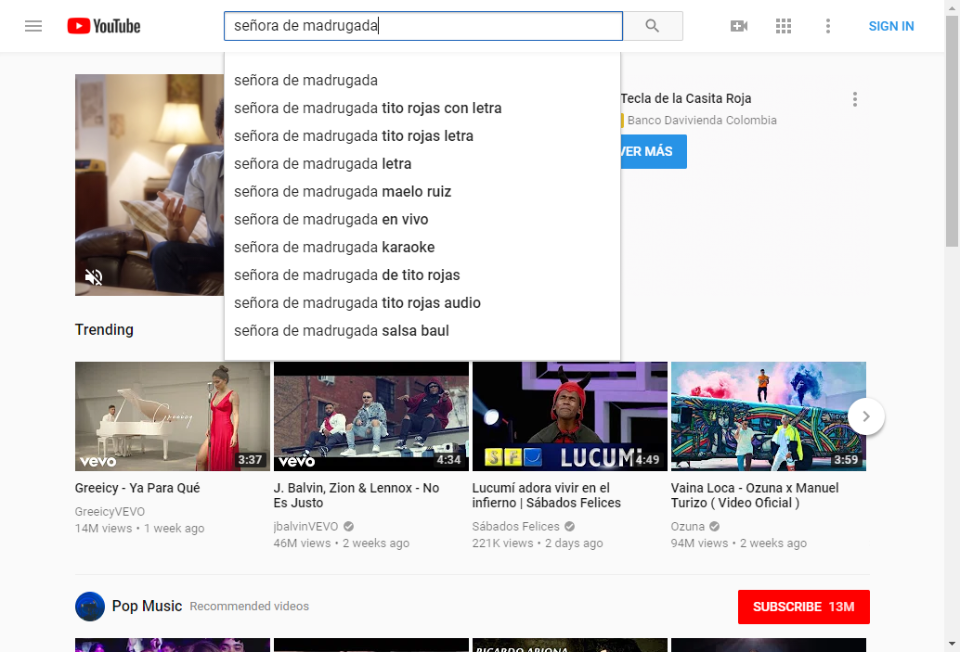 YouTube
señora de madrugada
SIGN IN
señora de madrugada
señora de madrugada tito rojas con letra
señora de madrugada tito rojas letra
señora de madrugada letra
señora de madrugada maelo ruiz
señora de madrugada en vivo
señora de madrugada karaoke
señora de madrugada de tito rojas
señora de madrugada tito rojas audio
señora de madrugada salsa baul
Tecla de la Casita Roja
Banco Davivienda Colombia
VER MÁS
Trending
Greeicy
vevo
3:37
vevo
4:34
SFJ LUCUMÍ
4:49
3:59
Greeicy - Ya Para Qué
GreeicyVEVO
14M views • 1 week ago
J. Balvin, Zion & Lennox - No
Es Justo
jbalvinVEVO
46M views • 2 weeks ago
Lucumí adora vivir en el
infierno | Sábados Felices
Sábados Felices
221K views • 2 days ago
Vaina Loca - Ozuna x Manuel
Turizo ( Video Oficial )
Ozuna
94M views • 2 weeks ago
Pop Music
Recommended videos
SUBSCRIBE 13M
RICARDO ARJONA